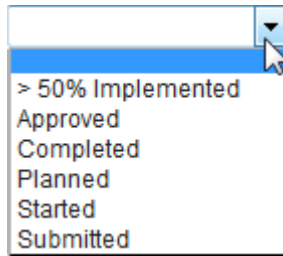 > 50% Implemented
Approved
Completed
Planned
Started
Submitted